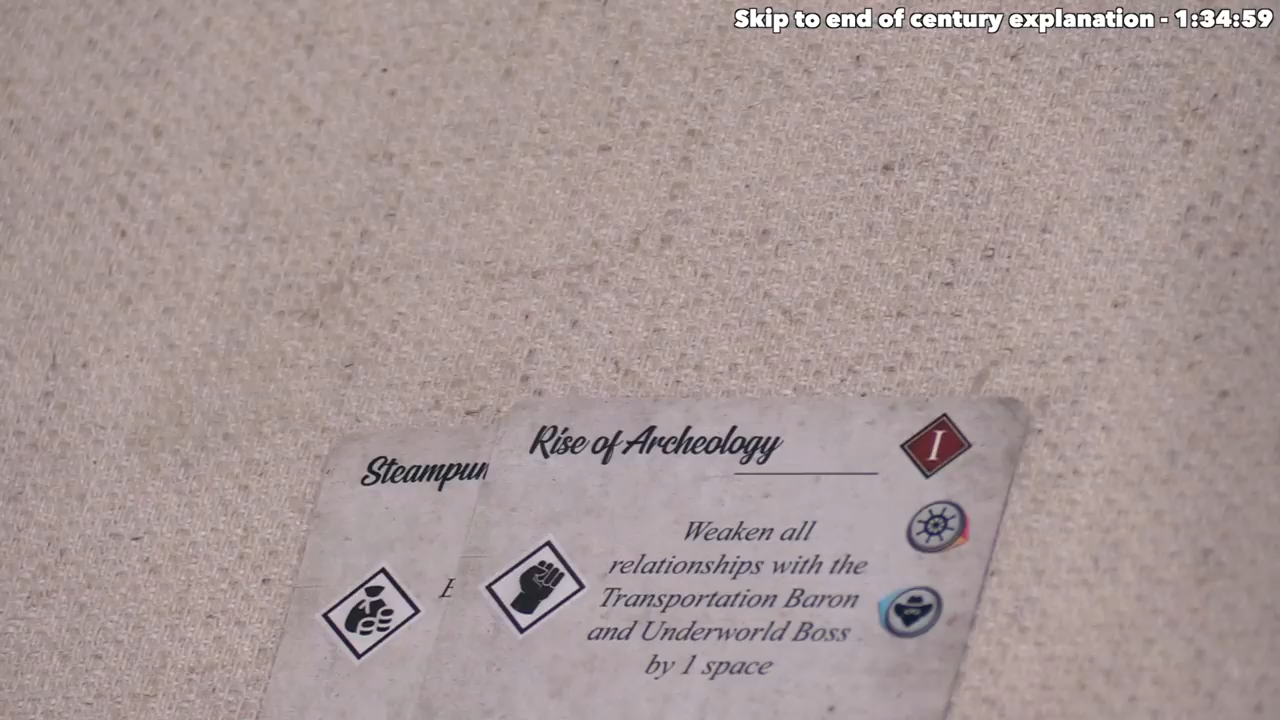 Skip to end of century explanation - 1:34:59
Rise of Archeology
I
Weaken all
relationships with the
Transportation Baron
and Underworld Boss
by 1 space